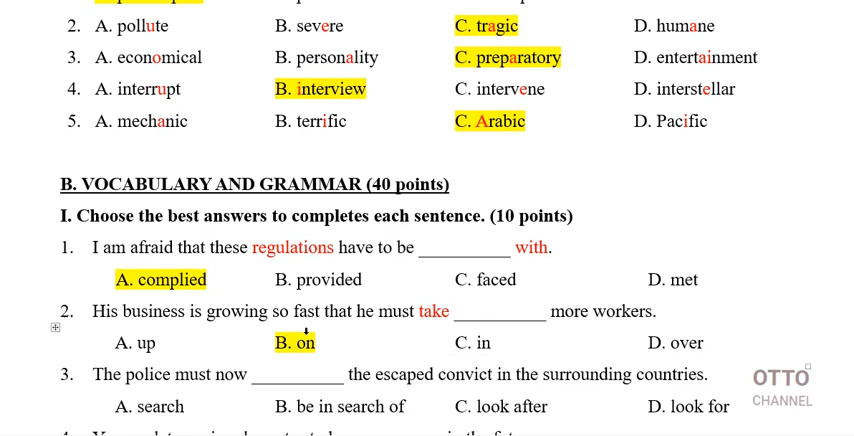 2. A. pollute B. severe C. tragic D. humane
3. A. economical B. personality C. preparatory D. entertainment
4. A. interrupt B. interview C. intervene D. interstellar
5. A. mechanic B. terrific C. Arabic D. Pacific
B. VOCABULARY AND GRAMMAR (40 points)
I. Choose the best answers to completes each sentence. (10 points)
1. I am afraid that these regulations have to be __________ with.
A. complied B. provided C. faced D. met
2. His business is growing so fast that he must take __________ more workers.
A. up B. on C. in D. over
3. The police must now __________ the escaped convict in the surrounding countries.
A. search B. be in search of C. look after D. look for
OTTO
CHANNEL